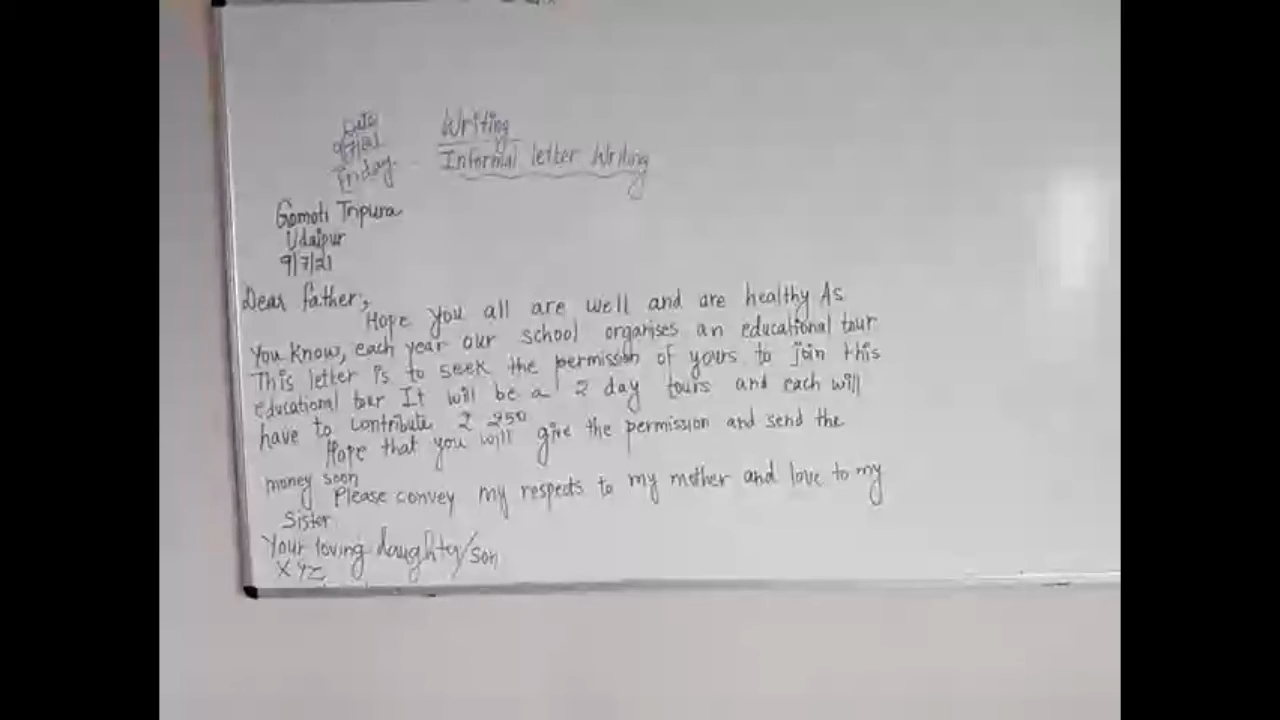 Date
9/7/21
Friday
Writing
Informal letter Writing
Gomoti Tripura
Udaipur
9/7/21
Dear father,
Hope you all are well and are healthy As
you know, each year our school organises an educational tour
This letter is to seek the permission of yours to join this
educational tour It will be a 2 day tours and each will
have to contribute ₹ 250
Hope that you will give the permission and send the
money soon
Please convey my respects to my mother and love to my
Sister
Your loving daughty/son
XYZ